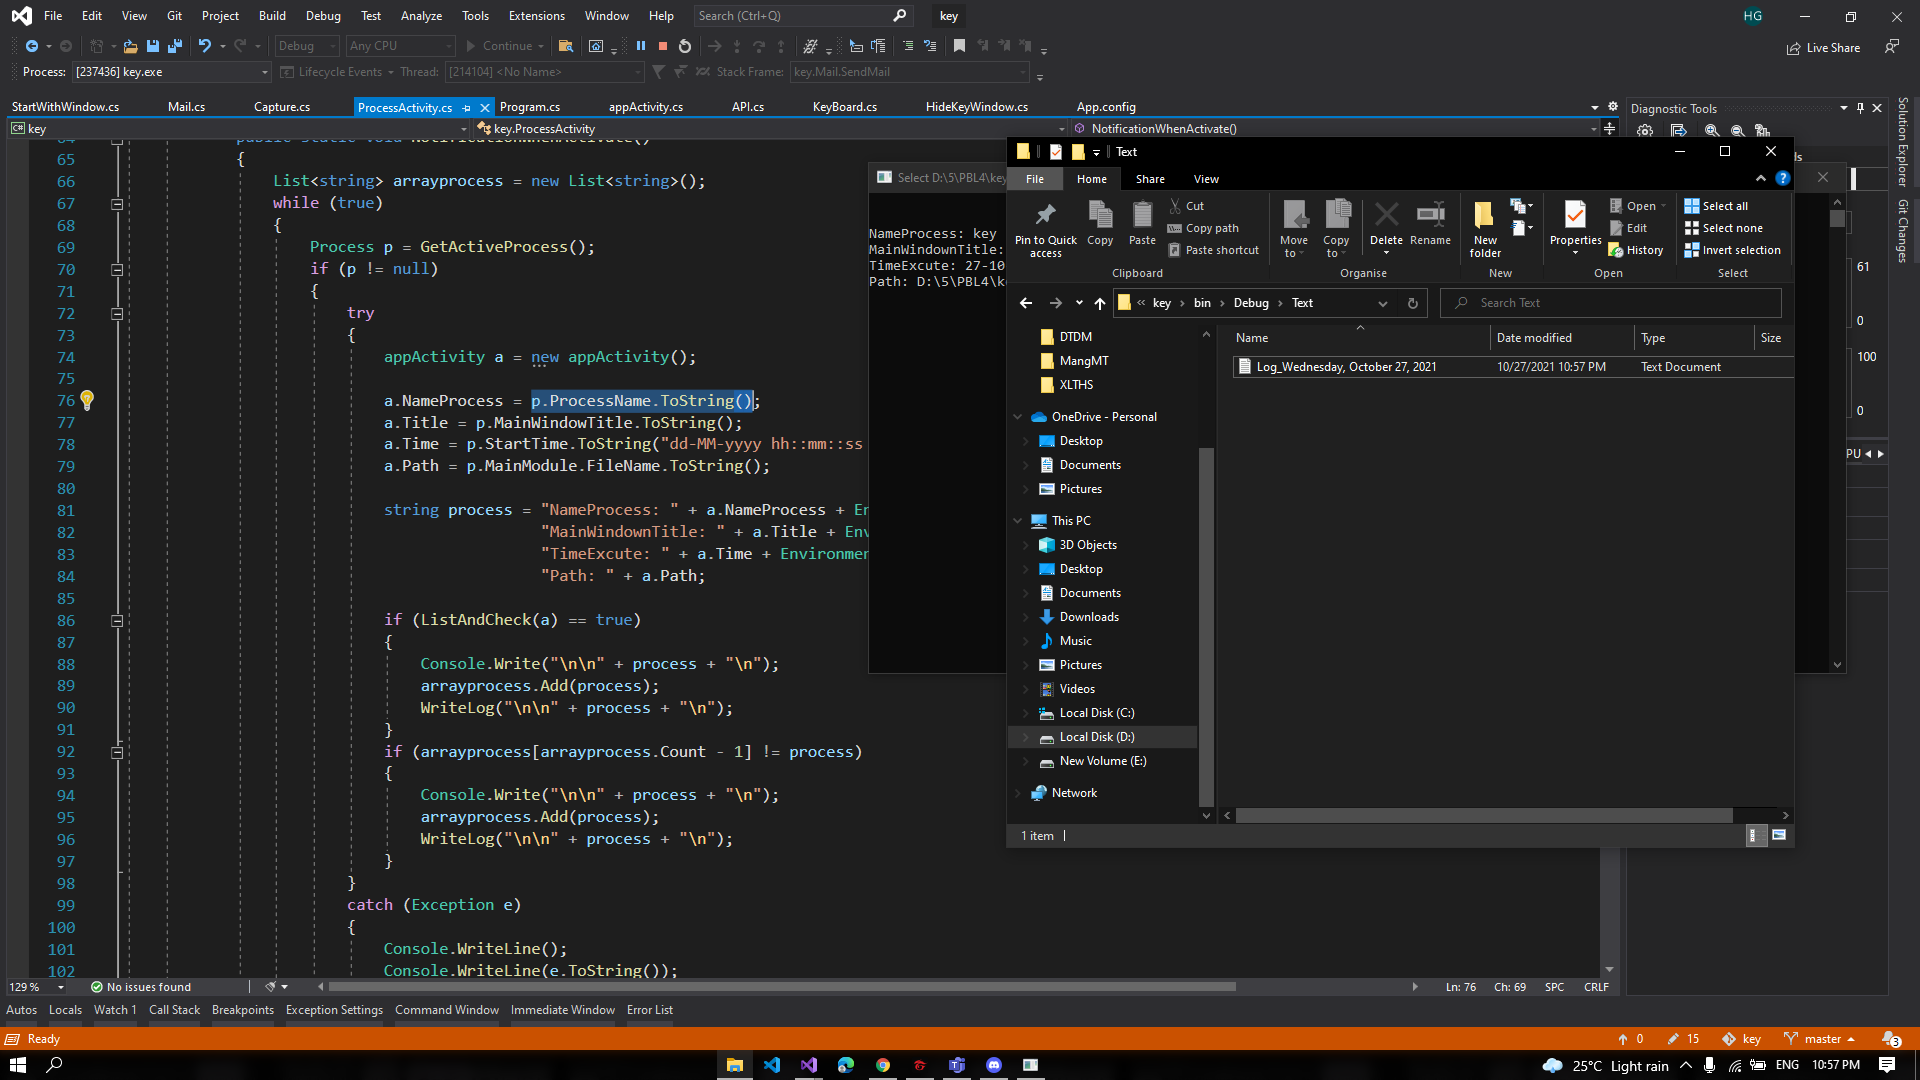 File Edit View Git Project Build Debug Test Analyze Tools Extensions Window Help Search (Ctrl+Q) key HG
Debug Any CPU Continue Live Share
Process: [237436] key.exe Lifecycle Events Thread: [214104] <No Name> Stack Frame: key.Mail.SendMail
StartWithWindow.cs Mail.cs Capture.cs ProcessActivity.cs Program.cs appActivity.cs API.cs KeyBoard.cs HideKeyWindow.cs App.config
C# key key.ProcessActivity NotificationWhenActivate()
65 {
66 List<string> arrayprocess = new List<string>();
67 while (true)
68 {
69 Process p = GetActiveProcess();
70 if (p != null)
71 {
72 try
73 {
74 appActivity a = new appActivity();
75
76 a.NameProcess = p.ProcessName.ToString();
77 a.Title = p.MainWindowTitle.ToString();
78 a.Time = p.StartTime.ToString("dd-MM-yyyy hh::mm::ss
79 a.Path = p.MainModule.FileName.ToString();
80
81 string process = "NameProcess: " + a.NameProcess + En
82 "MainWindownTitle: " + a.Title + Env
83 "TimeExcute: " + a.Time + Environmen
84 "Path: " + a.Path;
85
86 if (ListAndCheck(a) == true)
87 {
88 Console.Write("\n\n" + process + "\n");
89 arrayprocess.Add(process);
90 WriteLog("\n\n" + process + "\n");
91 }
92 if (arrayprocess[arrayprocess.Count - 1] != process)
93 {
94 Console.Write("\n\n" + process + "\n");
95 arrayprocess.Add(process);
96 WriteLog("\n\n" + process + "\n");
97 }
98 }
99 catch (Exception e)
100 {
101 Console.WriteLine();
102 Console.WriteLine(e.ToString());
129 % No issues found Ln: 76 Ch: 69 SPC CRLF
Autos Locals Watch 1 Call Stack Breakpoints Exception Settings Command Window Immediate Window Error List
Ready 0 15 key master 3
Select D:\5\PBL4\key
NameProcess: key
MainWindownTitle:
TimeExcute: 27-10
Path: D:\5\PBL4\k
Text
File Home Share View
Pin to Quick access
Copy
Paste
Cut
Copy path
Paste shortcut
Clipboard
Move to
Copy to
Delete
Rename
Organise
New folder
New
Properties
Open
Edit
History
Open
Select all
Select none
Invert selection
Select
« key › bin › Debug › Text
Search Text
DTDM
MangMT
XLTHS
OneDrive - Personal
Desktop
Documents
Pictures
This PC
3D Objects
Desktop
Documents
Downloads
Music
Pictures
Videos
Local Disk (C:)
Local Disk (D:)
New Volume (E:)
Network
Name Date modified Type Size
Log_Wednesday, October 27, 2021 10/27/2021 10:57 PM Text Document
1 item
Diagnostic Tools
ls
61
0
100
0
PU
Solution Explorer
Git Changes
25°C Light rain ENG 10:57 PM